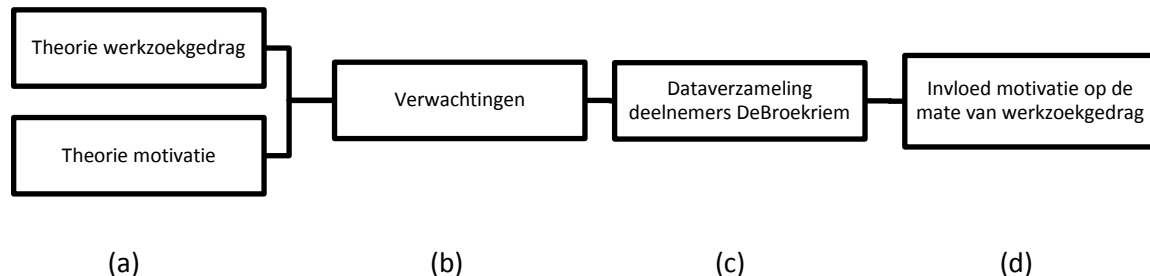 Theorie werkzoekgedrag
Theorie motivatie
Verwachtingen
Dataverzameling
deelnemers DeBroekriem
Invloed motivatie op de
mate van werkzoekgedrag
(a)
(b)
(c)
(d)